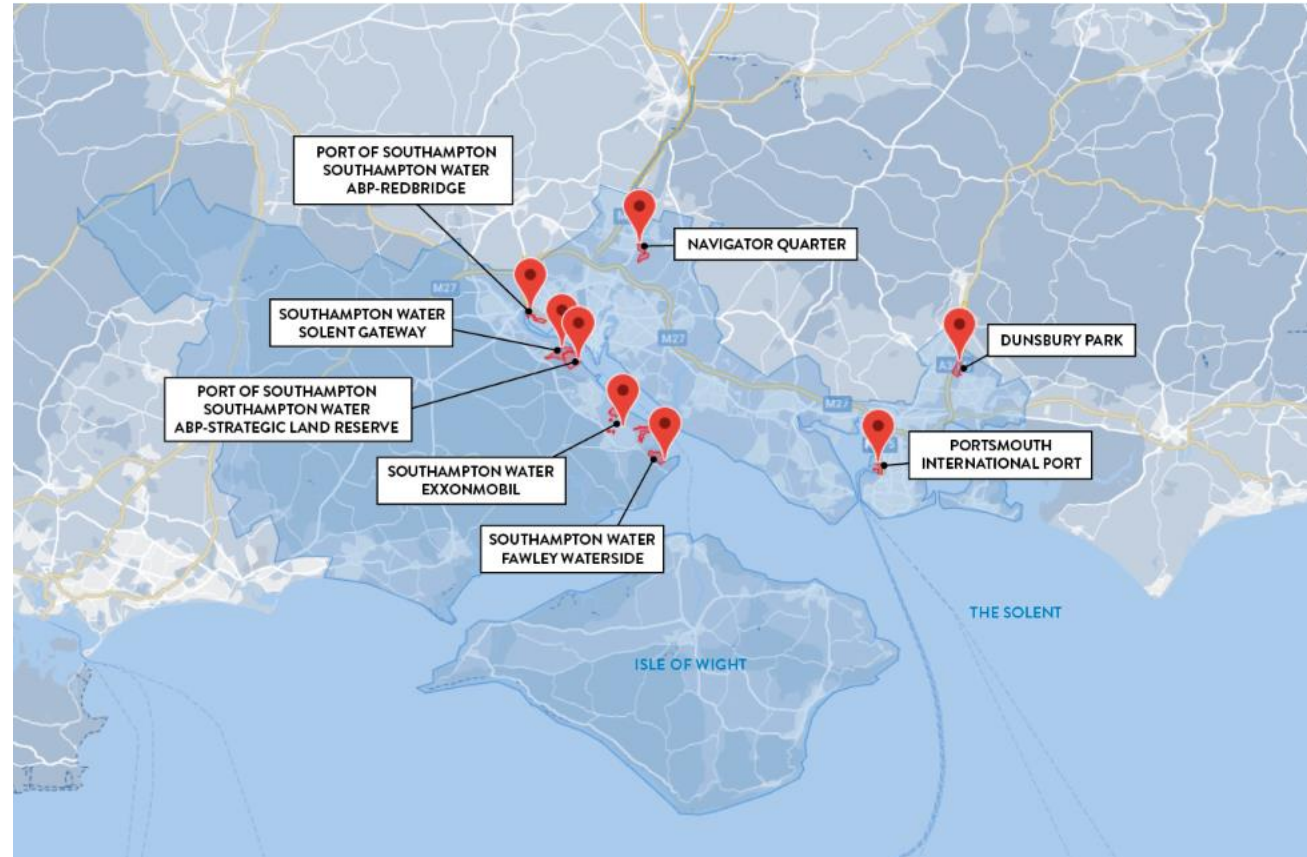 PORT OF SOUTHAMPTON
SOUTHAMPTON WATER
ABP-REDBRIDGE
NAVIGATOR QUARTER
M27
SOUTHAMPTON WATER
SOLENT GATEWAY
M27
DUNSBURY PARK
PORT OF SOUTHAMPTON
SOUTHAMPTON WATER
ABP-STRATEGIC LAND RESERVE
M27
PORTSMOUTH
INTERNATIONAL PORT
SOUTHAMPTON WATER
EXXONMOBIL
SOUTHAMPTON WATER
FAWLEY WATERSIDE
THE SOLENT
ISLE OF WIGHT